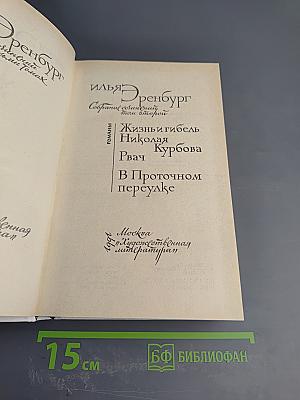 Эренбург
ИЛЬЯ Эренбург
Собрание сочинений
том второй
РОМАНЫ
Жизнь и гибель
Николая
Курбова
Рвач
В Проточном
переулке
Москва
«Художественная
литература»
1991
15 см
БФ БИБЛИОФАН